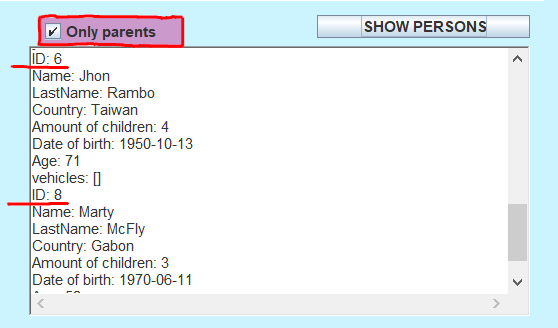 Only parents
SHOW PERSONS
ID: 6
Name: Jhon
LastName: Rambo
Country: Taiwan
Amount of children: 4
Date of birth: 1950-10-13
Age: 71
vehicles: []
ID: 8
Name: Marty
LastName: McFly
Country: Gabon
Amount of children: 3
Date of birth: 1970-06-11